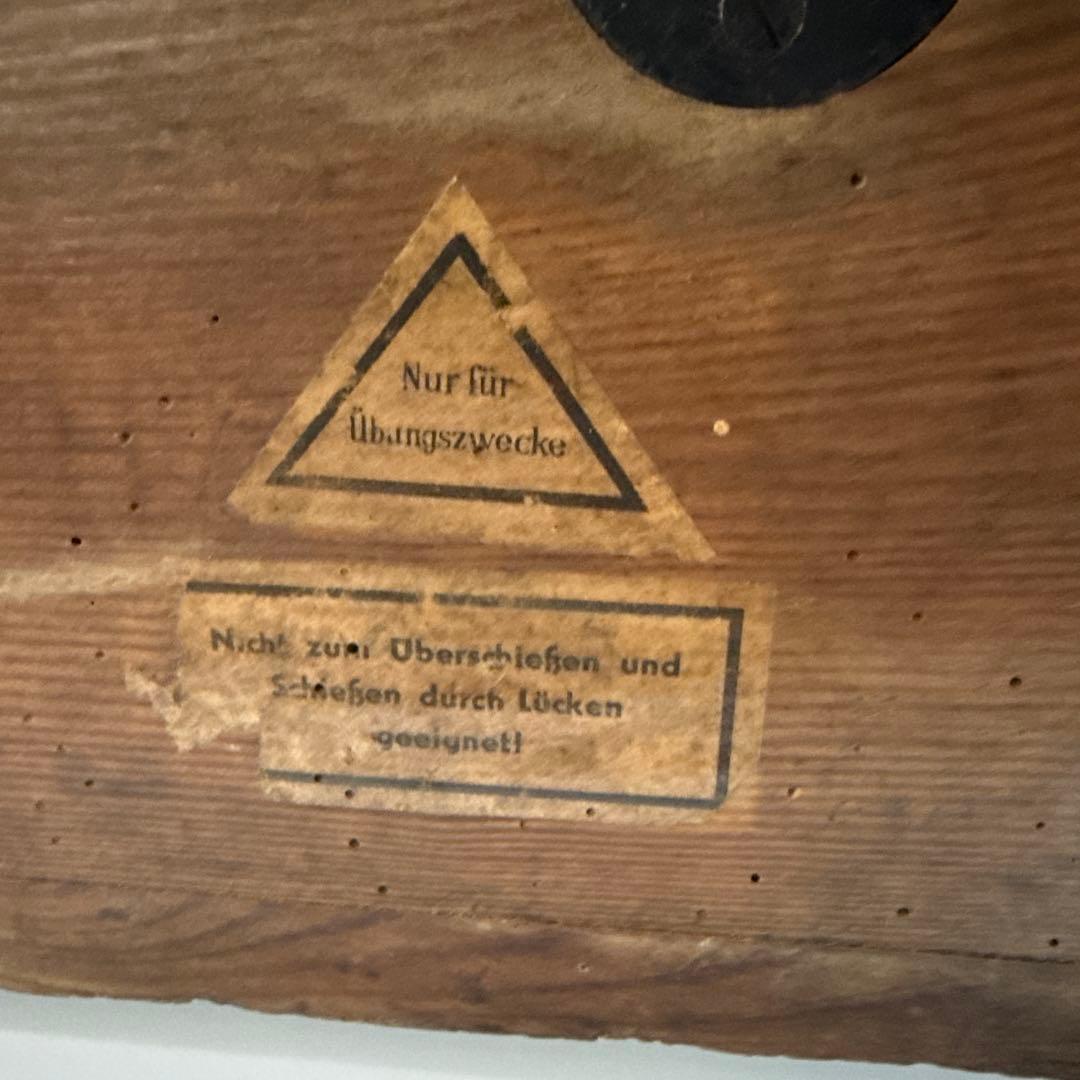 Nur für
Übungszwecke
Nicht zum Überschießen und
Schießen durch Lücken
geeignet!